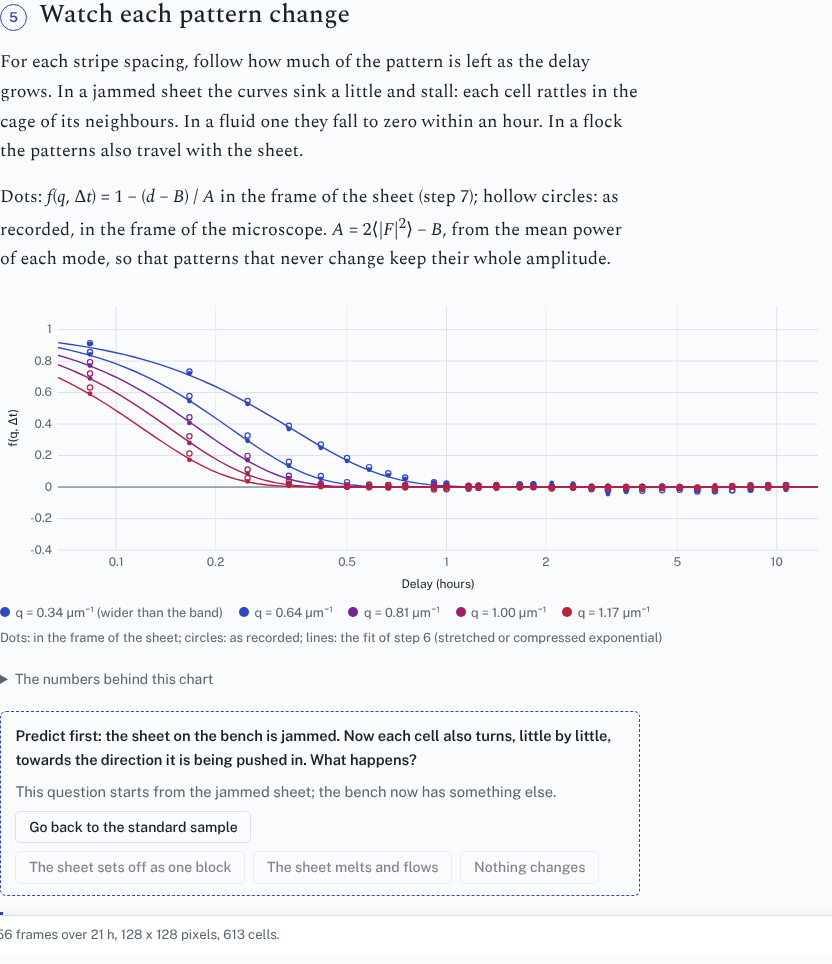 5 Watch each pattern change
For each stripe spacing, follow how much of the pattern is left as the delay
grows. In a jammed sheet the curves sink a little and stall: each cell rattles in the
cage of its neighbours. In a fluid one they fall to zero within an hour. In a flock
the patterns also travel with the sheet.
Dots: f(q, Δt) = 1 − (d − B) / A in the frame of the sheet (step 7); hollow circles: as
recorded, in the frame of the microscope. A = 2⟨|F|²⟩ − B, from the mean power
of each mode, so that patterns that never change keep their whole amplitude.
1
0.8
0.6
0.4
0.2
0
-0.2
-0.4
f(q, Δt)
0.1 0.2 0.5 1 2 5 10
Delay (hours)
q = 0.34 µm⁻¹ (wider than the band) q = 0.64 µm⁻¹ q = 0.81 µm⁻¹ q = 1.00 µm⁻¹ q = 1.17 µm⁻¹
Dots: in the frame of the sheet; circles: as recorded; lines: the fit of step 6 (stretched or compressed exponential)
The numbers behind this chart
Predict first: the sheet on the bench is jammed. Now each cell also turns, little by little,
towards the direction it is being pushed in. What happens?
This question starts from the jammed sheet; the bench now has something else.
Go back to the standard sample
The sheet sets off as one block The sheet melts and flows Nothing changes
56 frames over 21 h, 128 x 128 pixels, 613 cells.